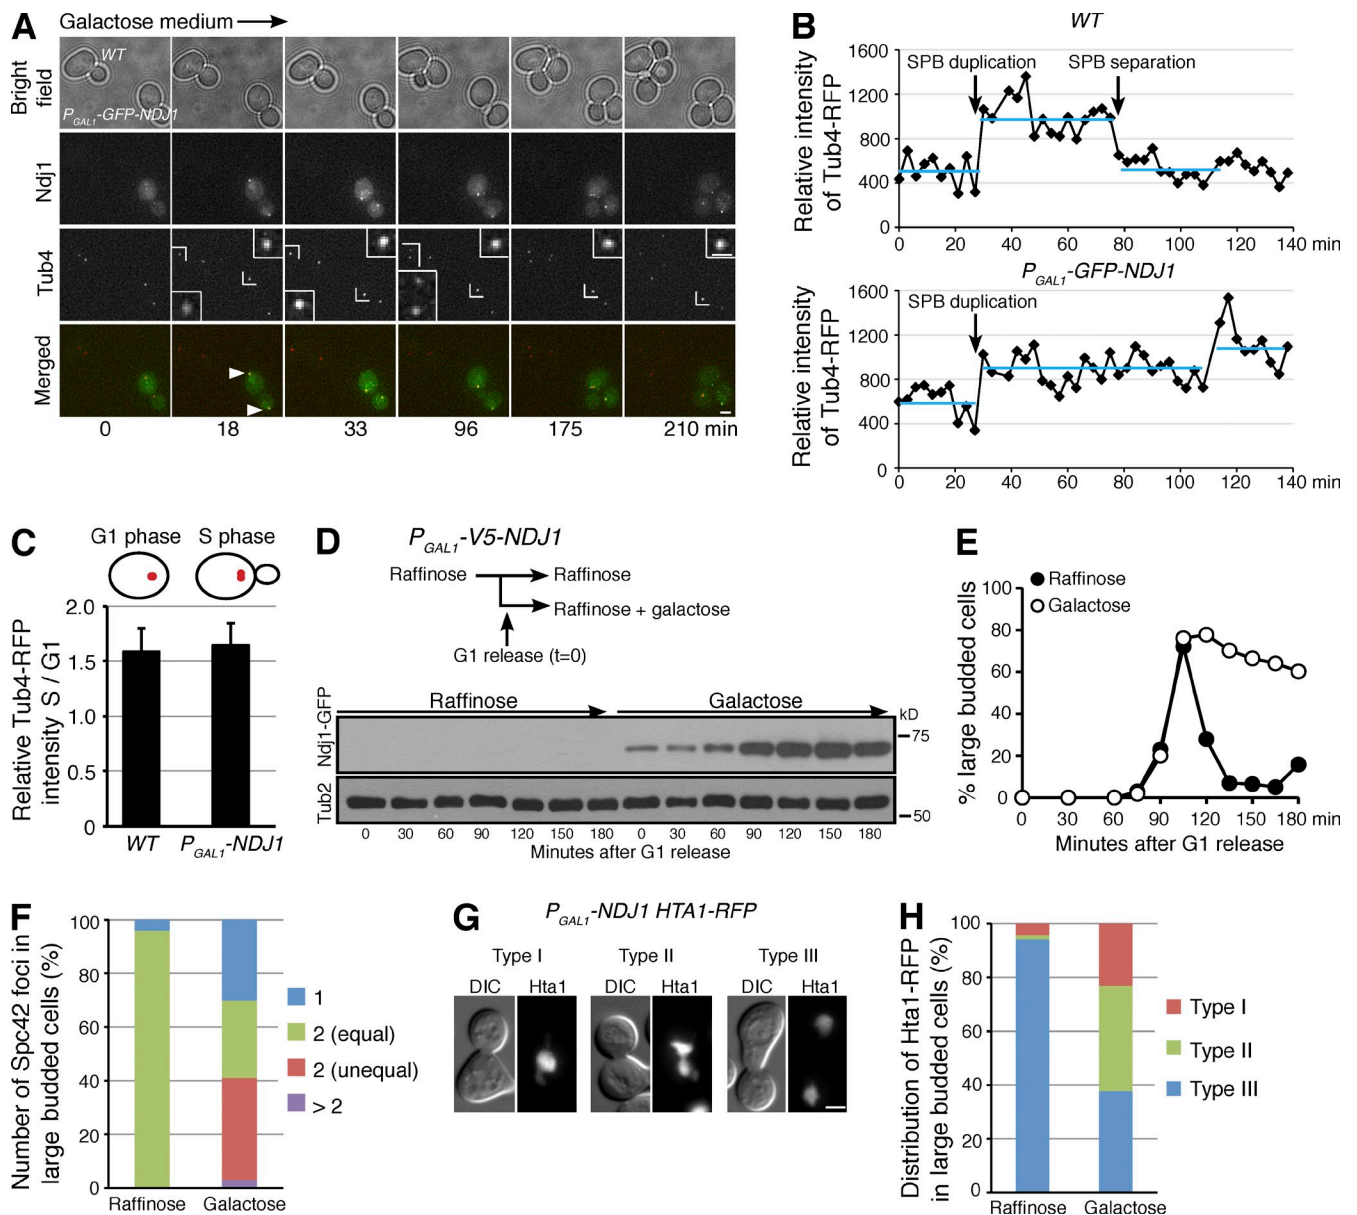 A
Galactose medium
Bright field
WT
PGAL1-GFP-NDJ1
Ndj1
Tub4
Merged
0 18 33 96 175 210 min
B
WT
Relative intensity of Tub4-RFP
1600
1200
800
400
0
SPB duplication SPB separation
0 20 40 60 80 100 120 140 min
PGAL1-GFP-NDJ1
Relative intensity of Tub4-RFP
1600
1200
800
400
0
SPB duplication
0 20 40 60 80 100 120 140 min
C
G1 phase S phase
Relative Tub4-RFP intensity S / G1
2.0
1.5
1.0
0.5
0
WT PGAL1-NDJ1
D
PGAL1-V5-NDJ1
Raffinose Raffinose
Raffinose + galactose
G1 release (t=0)
Raffinose Galactose
kD
Ndj1-GFP
75
Tub2
50
0 30 60 90 120 150 180 0 30 60 90 120 150 180
Minutes after G1 release
E
Raffinose
Galactose
% large budded cells
100
80
60
40
20
0
0 30 60 90 120 150 180 min
Minutes after G1 release
F
Number of Spc42 foci in large budded cells (%)
100
80
60
40
20
0
Raffinose Galactose
1
2 (equal)
2 (unequal)
> 2
G
PGAL1-NDJ1 HTA1-RFP
Type I Type II Type III
DIC Hta1 DIC Hta1 DIC Hta1
H
Distribution of Hta1-RFP in large budded cells (%)
100
80
60
40
20
0
Raffinose Galactose
Type I
Type II
Type III